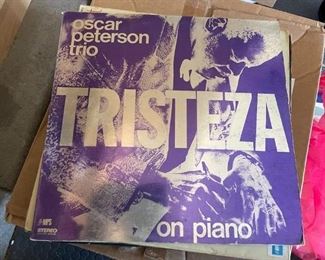 oscar
peterson
trio
TRISTEZA
on piano
MPS
STEREO